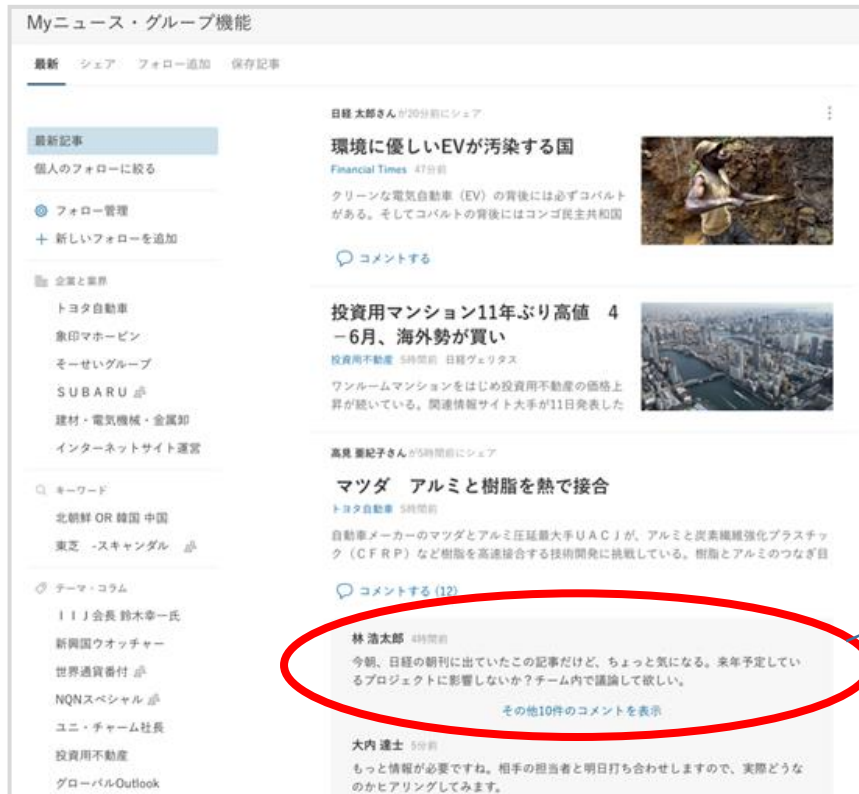 Myニュース・グループ機能
最新 シェア フォロー追加 保存記事
最新記事
個人のフォローに絞る
フォロー管理
+ 新しいフォローを追加
企業と業界
トヨタ自動車
象印マホービン
そーせいグループ
SUBARU
建材・電気機械・金属卸
インターネットサイト運営
キーワード
北朝鮮 OR 韓国 中国
東芝 -スキャンダル
テーマ・コラム
IIJ会長 鈴木幸一氏
新興国ウオッチャー
世界通貨番付
NQNスペシャル
ユニ・チャーム社長
投資用不動産
グローバルOutlook
日経 太郎さんが20分前にシェア
環境に優しいEVが汚染する国
Financial Times 47分前
クリーンな電気自動車（EV）の背後には必ずコバルト
がある。そしてコバルトの背後にはコンゴ民主共和国
コメントする
投資用マンション11年ぶり高値　4
－6月、海外勢が買い
投資用不動産 5時間前 日経ヴェリタス
ワンルームマンションをはじめ投資用不動産の価格上
昇が続いている。関連情報サイト大手が11日発表した
高見 亜紀子さんが5時間前にシェア
マツダ　アルミと樹脂を熱で接合
トヨタ自動車 5時間前
自動車メーカーのマツダとアルミ圧延最大手ＵＡＣＪが、アルミと炭素繊維強化プラスチッ
ク（ＣＦＲＰ）など樹脂を高速接合する技術開発に挑戦している。樹脂とアルミのつなぎ目
コメントする (12)
林 浩太郎 4時間前
今朝、日経の朝刊に出ていたこの記事だけど、ちょっと気になる。来年予定してい
るプロジェクトに影響しないか？チーム内で議論して欲しい。
その他10件のコメントを表示
大内 達士 5分前
もっと情報が必要ですね。相手の担当者と明日打ち合わせしますので、実際どうな
のかヒアリングしてみます。